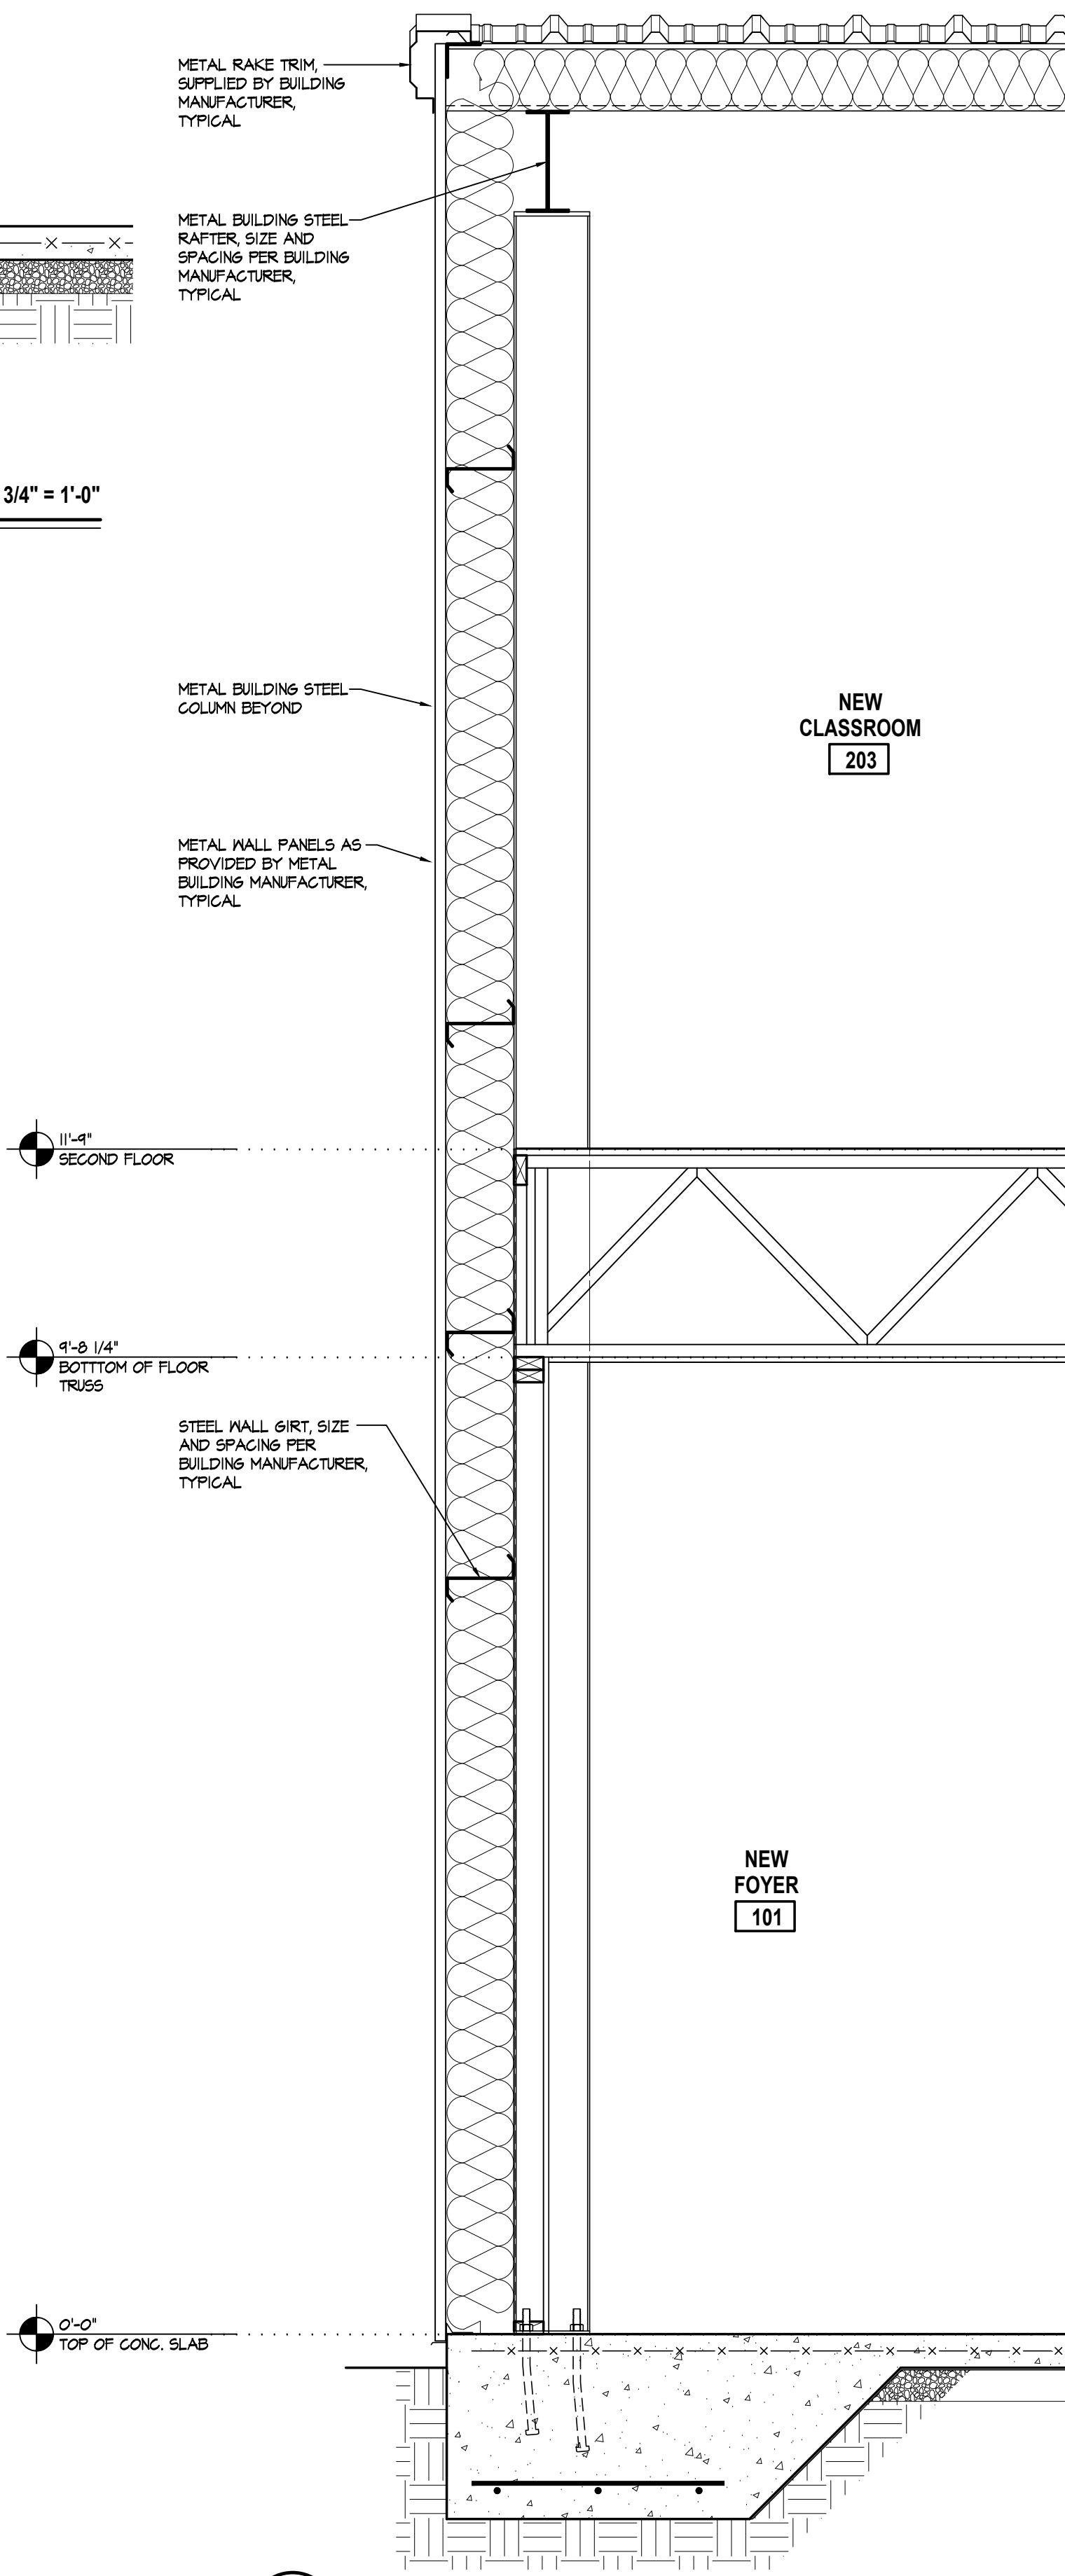 METAL RAKE TRIM,
SUPPLIED BY BUILDING
MANUFACTURER,
TYPICAL
METAL BUILDING STEEL
RAFTER, SIZE AND
SPACING PER BUILDING
MANUFACTURER,
TYPICAL
3/4" = 1'-0"
METAL BUILDING STEEL
COLUMN BEYOND
NEW
CLASSROOM
203
METAL WALL PANELS AS
PROVIDED BY METAL
BUILDING MANUFACTURER,
TYPICAL
11'-9"
SECOND FLOOR
9'-8 1/4"
BOTTTOM OF FLOOR
TRUSS
STEEL WALL GIRT, SIZE
AND SPACING PER
BUILDING MANUFACTURER,
TYPICAL
NEW
FOYER
101
0'-0"
TOP OF CONC. SLAB